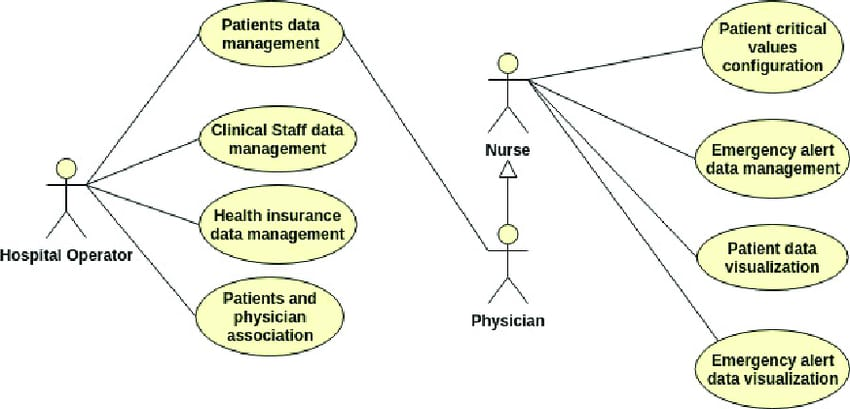 Patients data
management
Clinical Staff data
management
Health insurance
data management
Patients and
physician
association
Hospital Operator
Nurse
Physician
Patient critical
values
configuration
Emergency alert
data management
Patient data
visualization
Emergency alert
data visualization